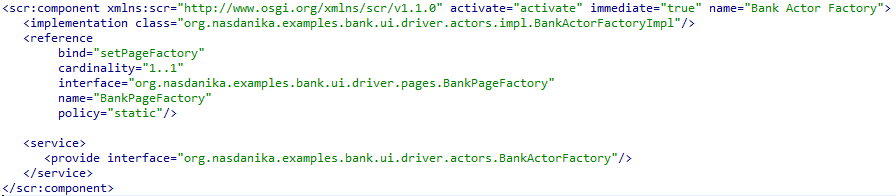 <scr:component xmlns:scr="http://www.osgi.org/xmlns/scr/v1.1.0" activate="activate" immediate="true" name="Bank Actor Factory">
   <implementation class="org.nasdanika.examples.bank.ui.driver.actors.impl.BankActorFactoryImpl"/>
   <reference
        bind="setPageFactory"
        cardinality="1..1"
        interface="org.nasdanika.examples.bank.ui.driver.pages.BankPageFactory"
        name="BankPageFactory"
        policy="static"/>
   <service>
      <provide interface="org.nasdanika.examples.bank.ui.driver.actors.BankActorFactory"/>
   </service>
</scr:component>